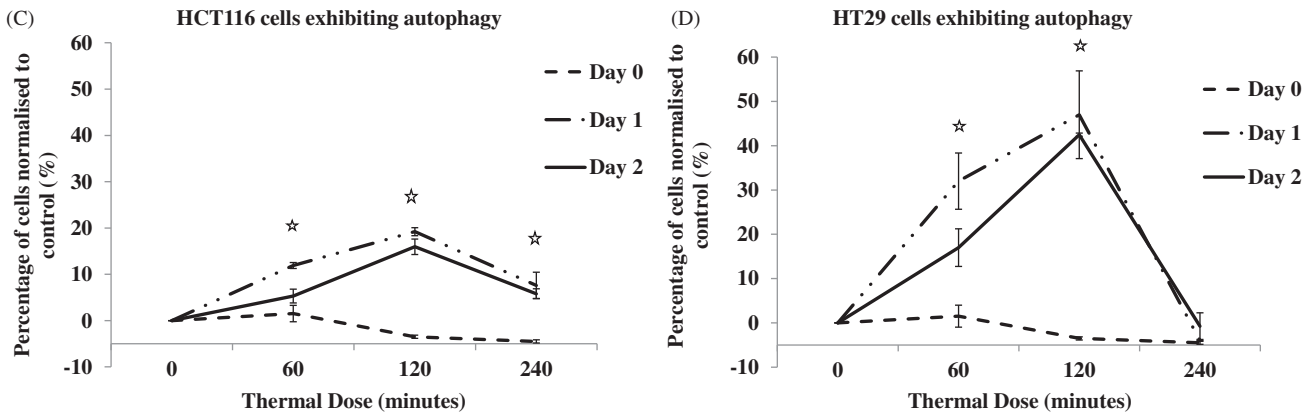 (C)
HCT116 cells exhibiting autophagy
Percentage of cells normalised to
control (%)
60
50
40
30
20
10
0
-10
Day 0
Day 1
Day 2
0 60 120 240
Thermal Dose (minutes)
(D)
HT29 cells exhibiting autophagy
Percentage of cells normalised to
control (%)
60
50
40
30
20
10
0
-10
Day 0
Day 1
Day 2
0 60 120 240
Thermal Dose (minutes)